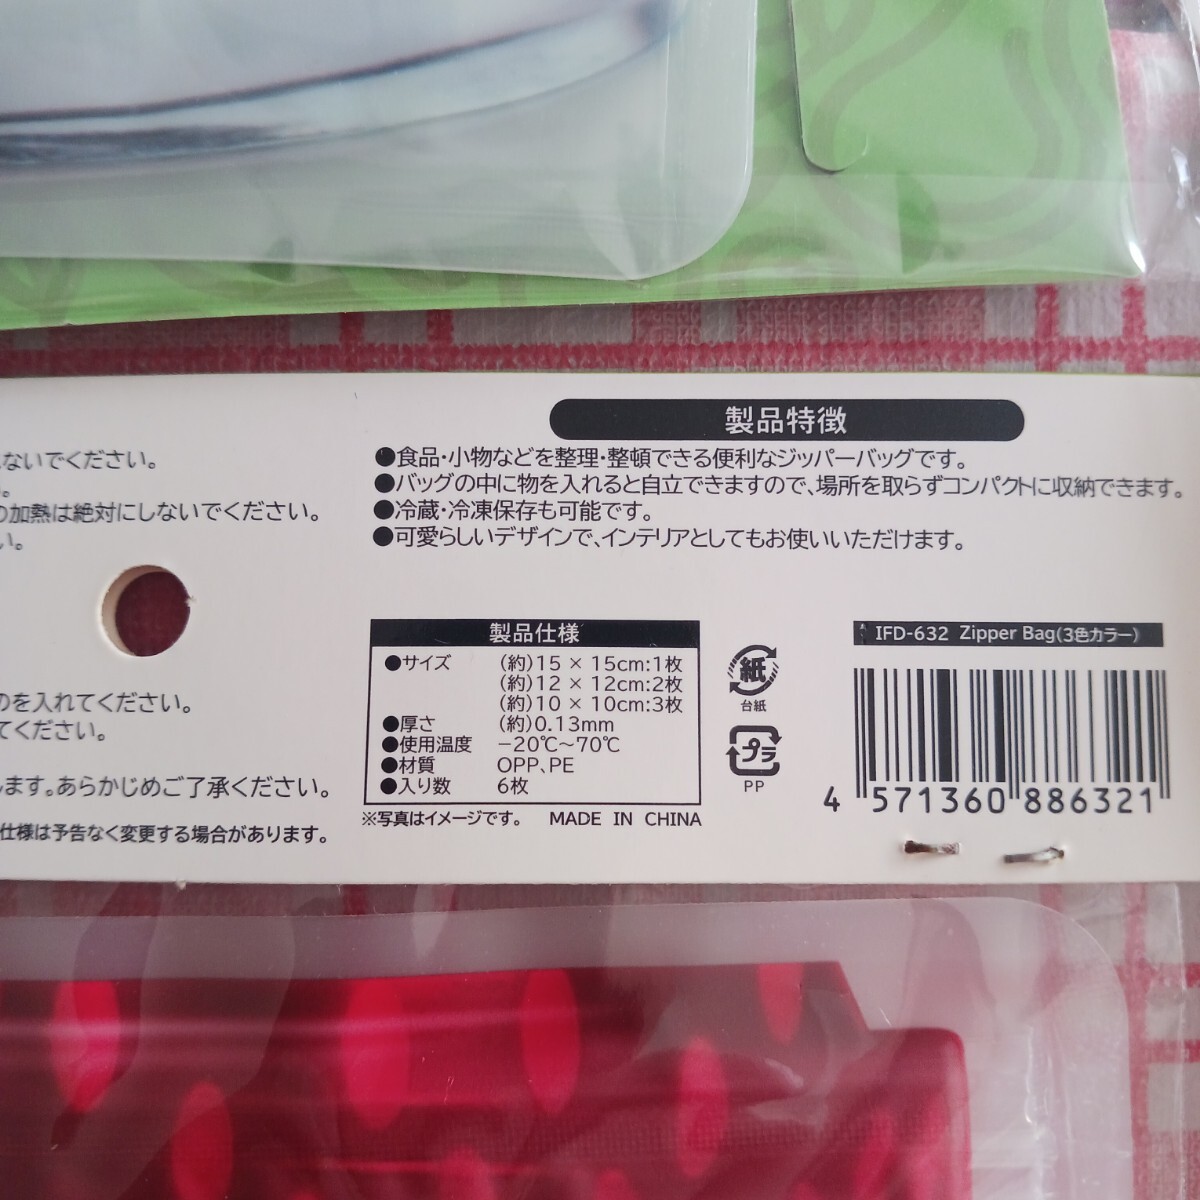 ないでください。
の加熱は絶対にしないでください。
い。
のを入れてください。
てください。
します。あらかじめご了承ください。
仕様は予告なく変更する場合があります。
製品特徴
●食品・小物などを整理・整頓できる便利なジッパーバッグです。
●バッグの中に物を入れると自立できますので、場所を取らずコンパクトに収納できます。
●冷蔵・冷凍保存も可能です。
●可愛らしいデザインで、インテリアとしてもお使いいただけます。
製品仕様
●サイズ (約)15×15cm:1枚
(約)12×12cm:2枚
(約)10×10cm:3枚
●厚さ (約)0.13mm
●使用温度 −20℃〜70℃
●材質 OPP、PE
●入り数 6枚
※写真はイメージです。 MADE IN CHINA
紙
台紙
プラ
PP
IFD-632 Zipper Bag(3色カラー)
4 571360 886321